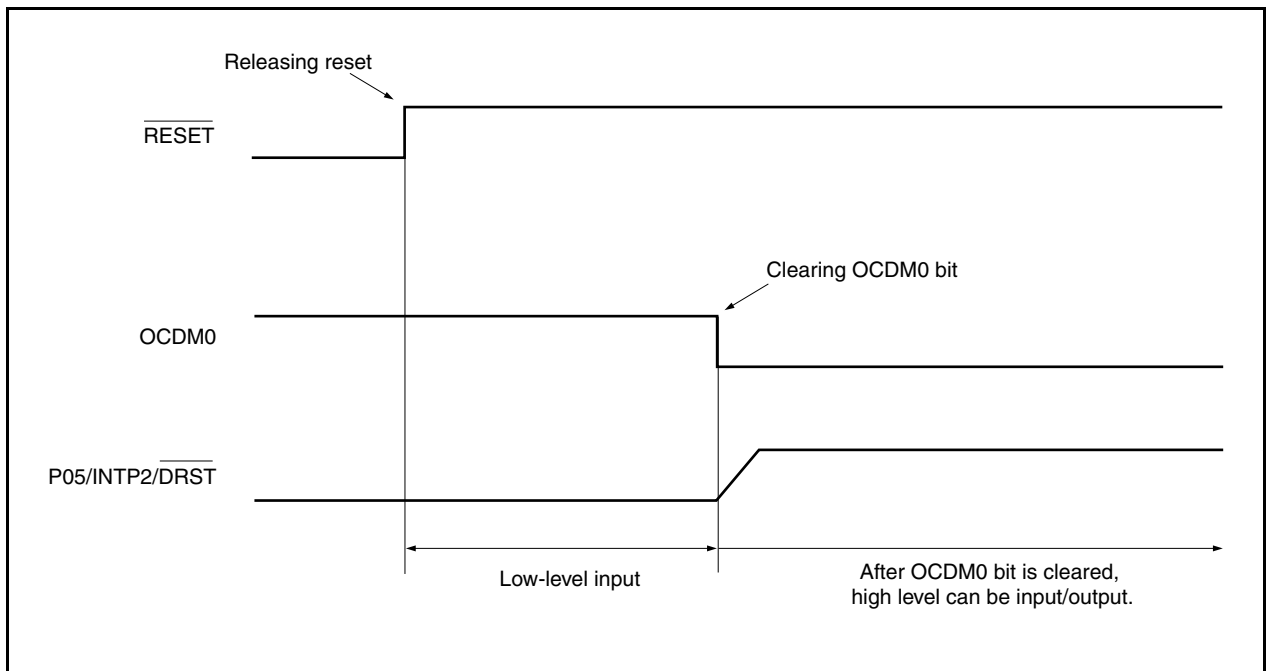 Releasing reset
RESET
Clearing OCDM0 bit
OCDM0
P05/INTP2/DRST
Low-level input
After OCDM0 bit is cleared,
high level can be input/output.